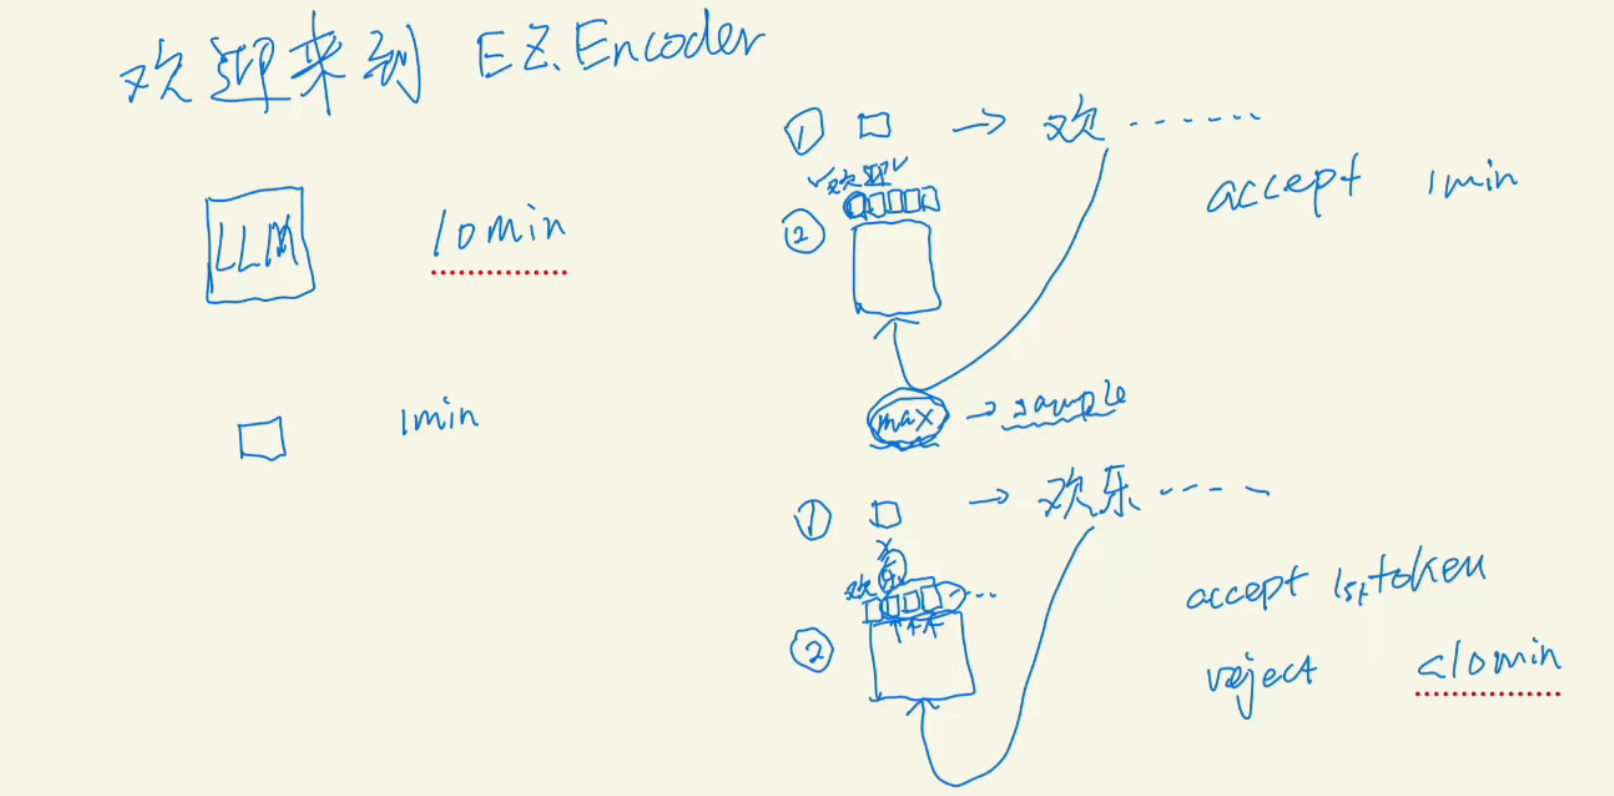 欢迎来到 EZ.Encoder
① → 欢 ······
accept 1min
✓欢迎✓
LLM 10min
②
1min
max → sample
① → 欢乐 ----
x
乐
欢
accept 1st token
②
reject <10min